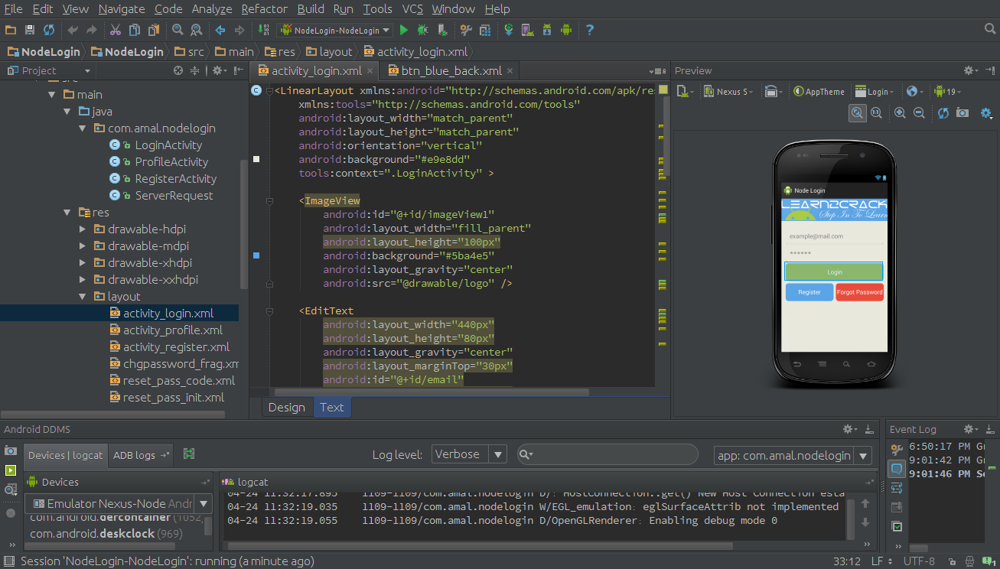 File Edit View Navigate Code Analyze Refactor Build Run Tools VCS Window Help
NodeLogin-NodeLogin
NodeLogin NodeLogin src main res layout activity_login.xml
Project
main
java
com.amal.nodelogin
LoginActivity
ProfileActivity
RegisterActivity
ServerRequest
res
drawable-hdpi
drawable-mdpi
drawable-xhdpi
drawable-xxhdpi
layout
activity_login.xml
activity_profile.xml
activity_register.xml
chgpassword_frag.xm
reset_pass_code.xml
reset_pass_init.xml
activity_login.xml btn_blue_back.xml
<LinearLayout xmlns:android="http://schemas.android.com/apk/re
xmlns:tools="http://schemas.android.com/tools"
android:layout_width="match_parent"
android:layout_height="match_parent"
android:orientation="vertical"
android:background="#e9e8dd"
tools:context=".LoginActivity" >
<ImageView
android:id="@+id/imageView1"
android:layout_width="fill_parent"
android:layout_height="100px"
android:background="#5ba4e5"
android:layout_gravity="center"
android:src="@drawable/logo" />
<EditText
android:layout_width="440px"
android:layout_height="80px"
android:layout_gravity="center"
android:layout_marginTop="30px"
android:id="@+id/email"
Design Text
Preview
Nexus S AppTheme Login 19
Node Login
LEARN2CRACK
Step In To Learn
example@mail.com
******
Login
Register Forgot Password
Android DDMS
Devices | logcat ADB logs Log level: Verbose app: com.amal.nodelogin
Devices
Emulator Nexus-Node Andr
com.android.defcontainer (1052)
com.android.deskclock (969)
logcat
04-24 11:32:17.895 1109-1109/com.amal.nodelogin D/: HostConnection::get() New Host Connection esta
04-24 11:32:19.035 1109-1109/com.amal.nodelogin W/EGL_emulation: eglSurfaceAttrib not implemented
04-24 11:32:19.055 1109-1109/com.amal.nodelogin D/OpenGLRenderer: Enabling debug mode 0
Event Log
6:50:17 PM Gr
9:01:42 PM Gr
9:01:46 PM Se
Session 'NodeLogin-NodeLogin': running (a minute ago) 33:12 LF UTF-8 1